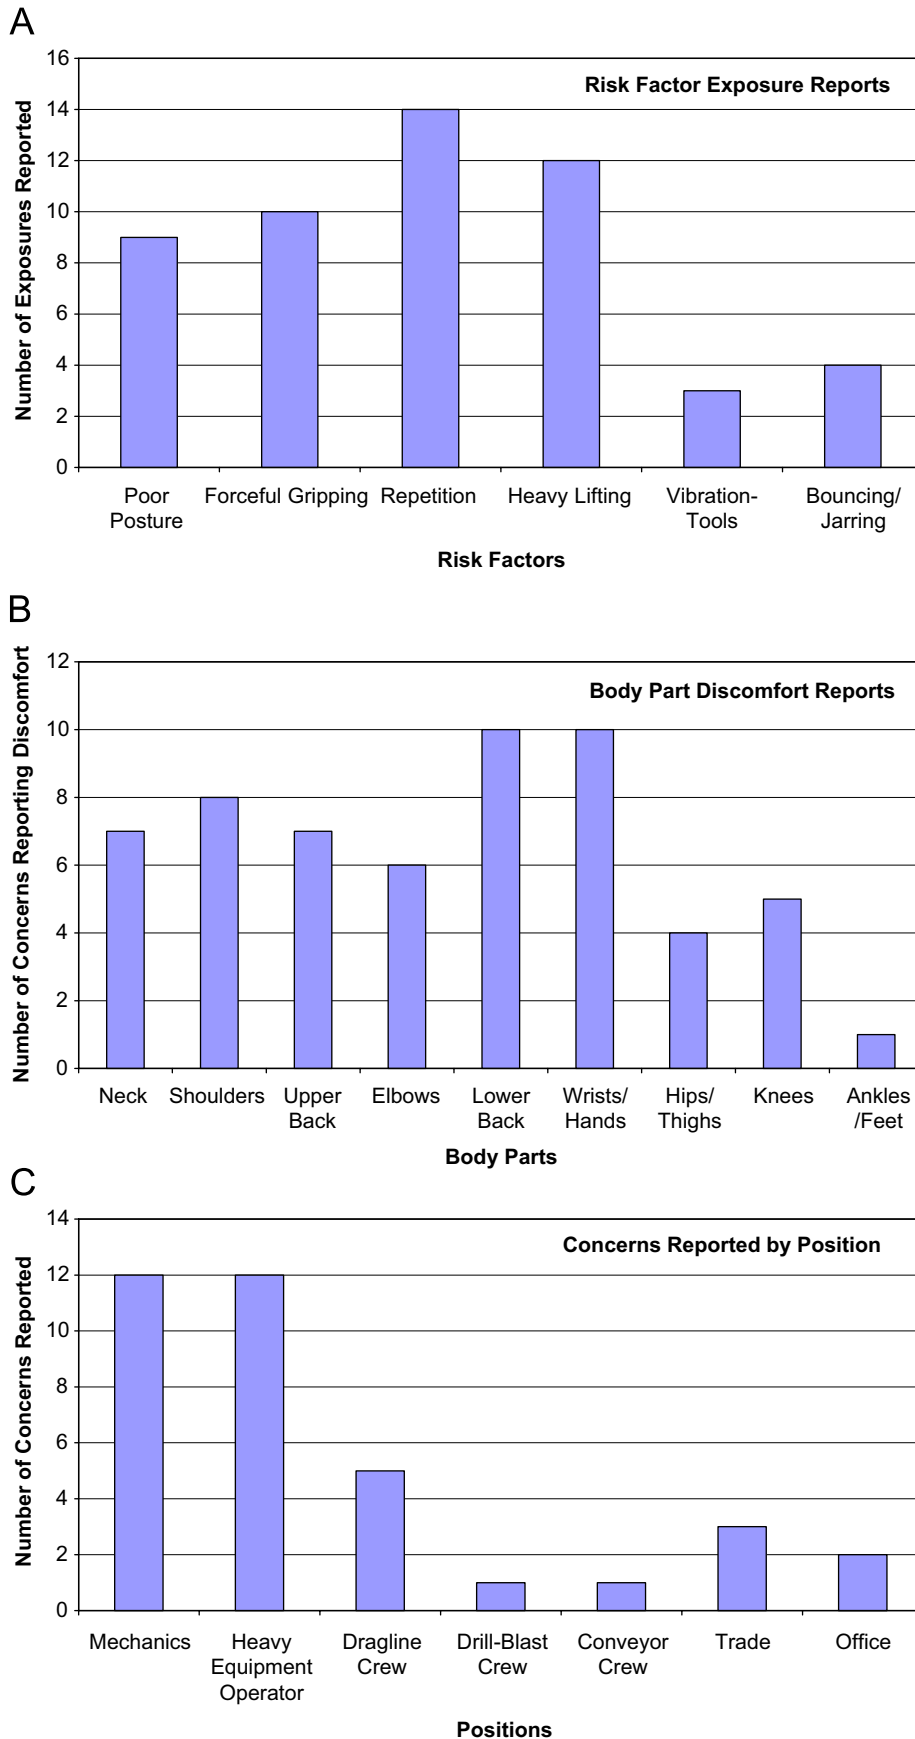 A
Risk Factor Exposure Reports
Number of Exposures Reported
16
14
12
10
8
6
4
2
0
Poor Posture
Forceful Gripping
Repetition
Heavy Lifting
Vibration-
Tools
Bouncing/
Jarring
Risk Factors
B
Body Part Discomfort Reports
Number of Concerns Reporting Discomfort
12
10
8
6
4
2
0
Neck
Shoulders
Upper
Back
Elbows
Lower
Back
Wrists/
Hands
Hips/
Thighs
Knees
Ankles
/Feet
Body Parts
C
Concerns Reported by Position
Number of Concerns Reported
14
12
10
8
6
4
2
0
Mechanics
Heavy
Equipment
Operator
Dragline
Crew
Drill-Blast
Crew
Conveyor
Crew
Trade
Office
Positions